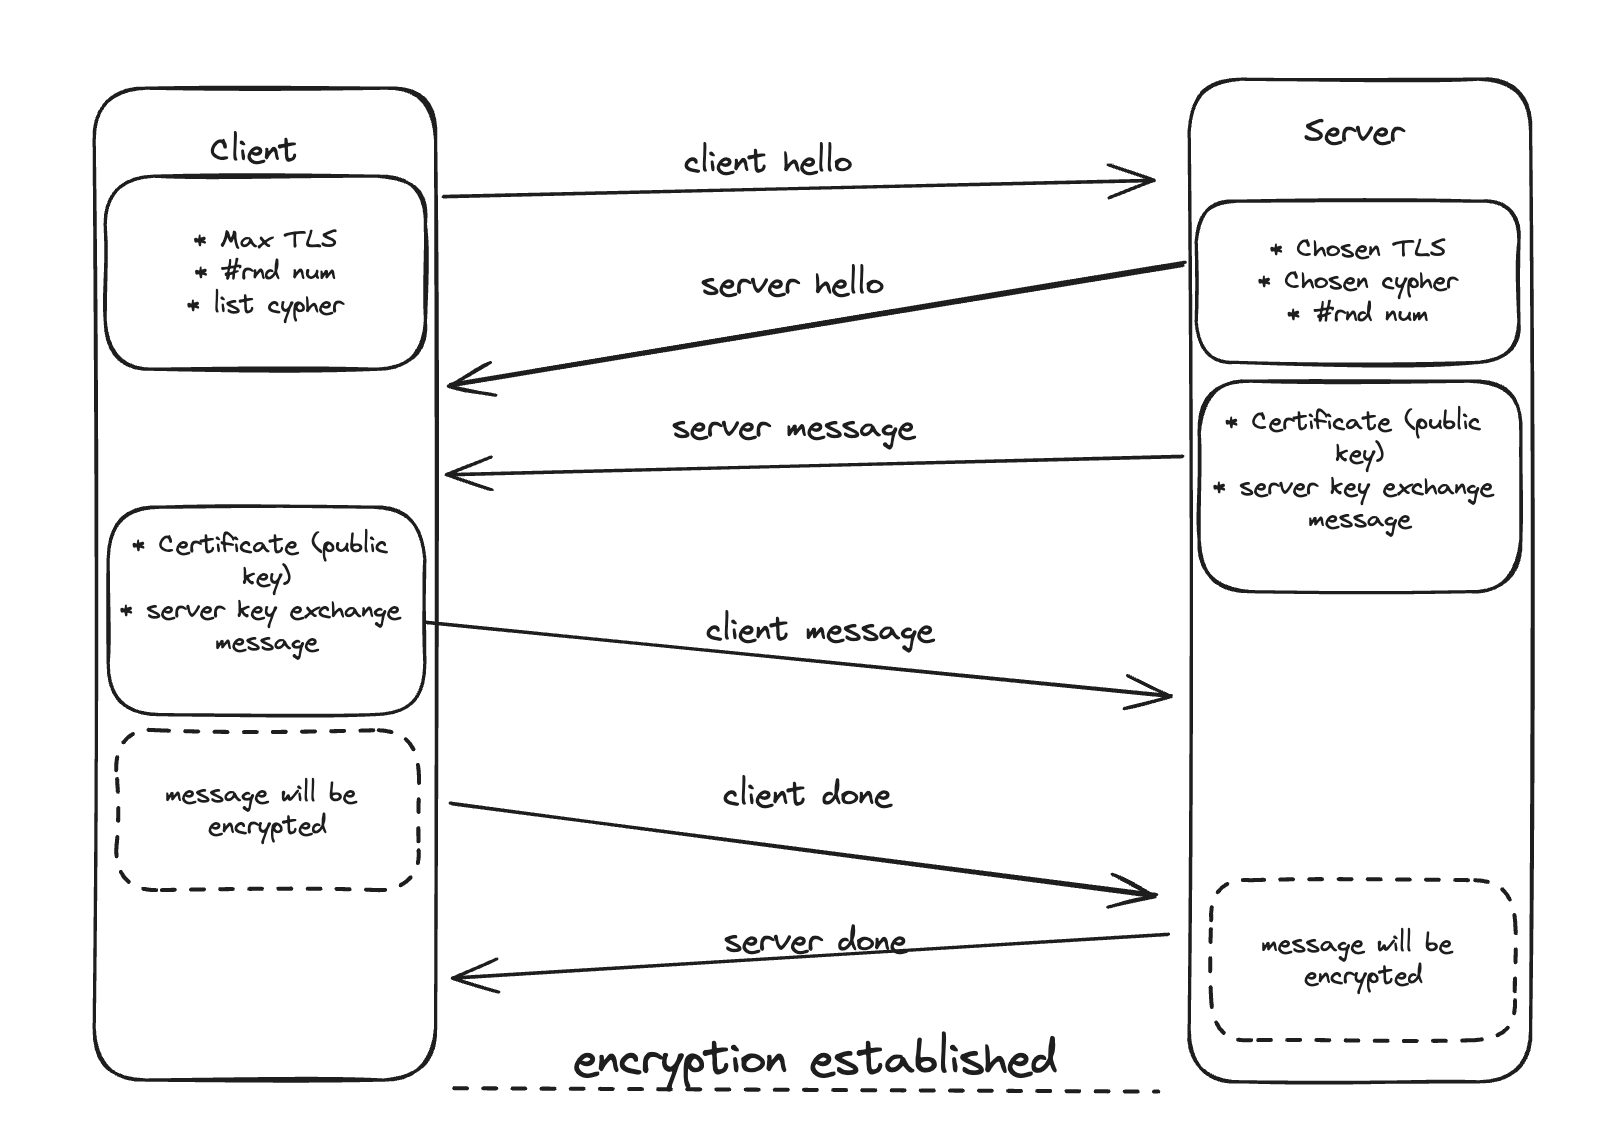 Client
Server
client hello
* Max TLS
* #rnd num
* list cypher
* Chosen TLS
* Chosen cypher
* #rnd num
server hello
server message
* Certificate (public
key)
* server key exchange
message
* Certificate (public
key)
* server key exchange
message
client message
message will be
encrypted
client done
server done
message will be
encrypted
encryption established